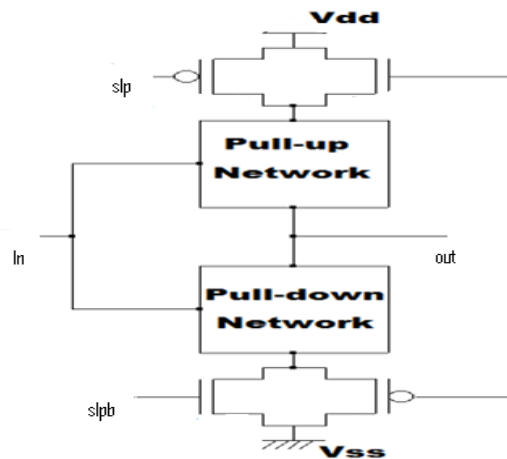 Vdd
slp
Pull-up
Network
In
out
Pull-down
Network
slpb
Vss